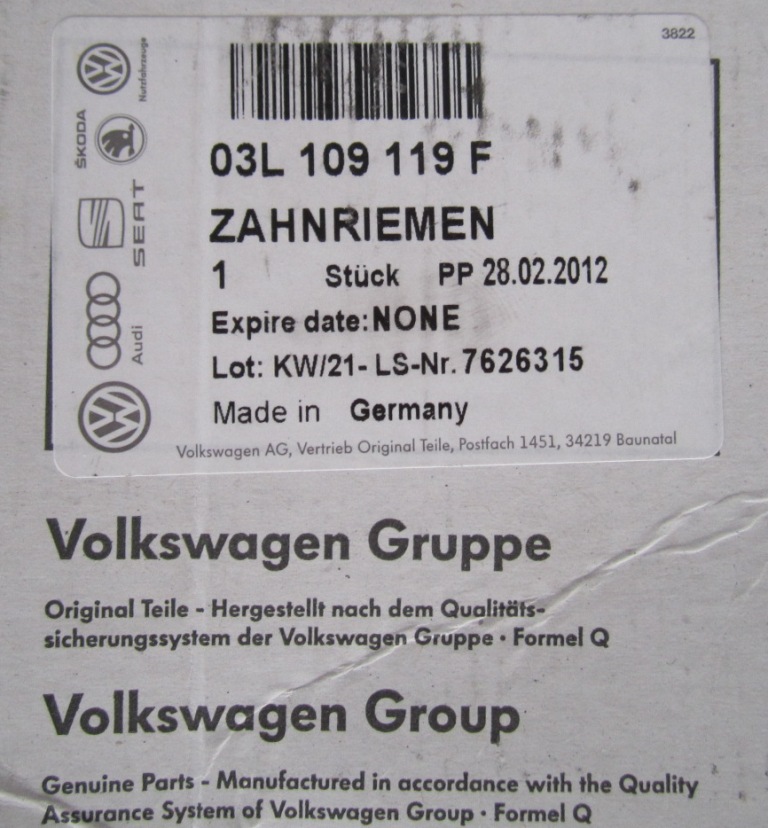 3822
Nutzfahrzeuge
ŠKODA
SEAT
Audi
03L 109 119 F
ZAHNRIEMEN
1 Stück PP 28.02.2012
Expire date:NONE
Lot: KW/21- LS-Nr. 7626315
Made in Germany
Volkswagen AG, Vertrieb Original Teile, Postfach 1451, 34219 Baunatal
Volkswagen Gruppe
Original Teile - Hergestellt nach dem Qualitäts-
sicherungssystem der Volkswagen Gruppe · Formel Q
Volkswagen Group
Genuine Parts - Manufactured in accordance with the Quality
Assurance System of Volkswagen Group · Formel Q